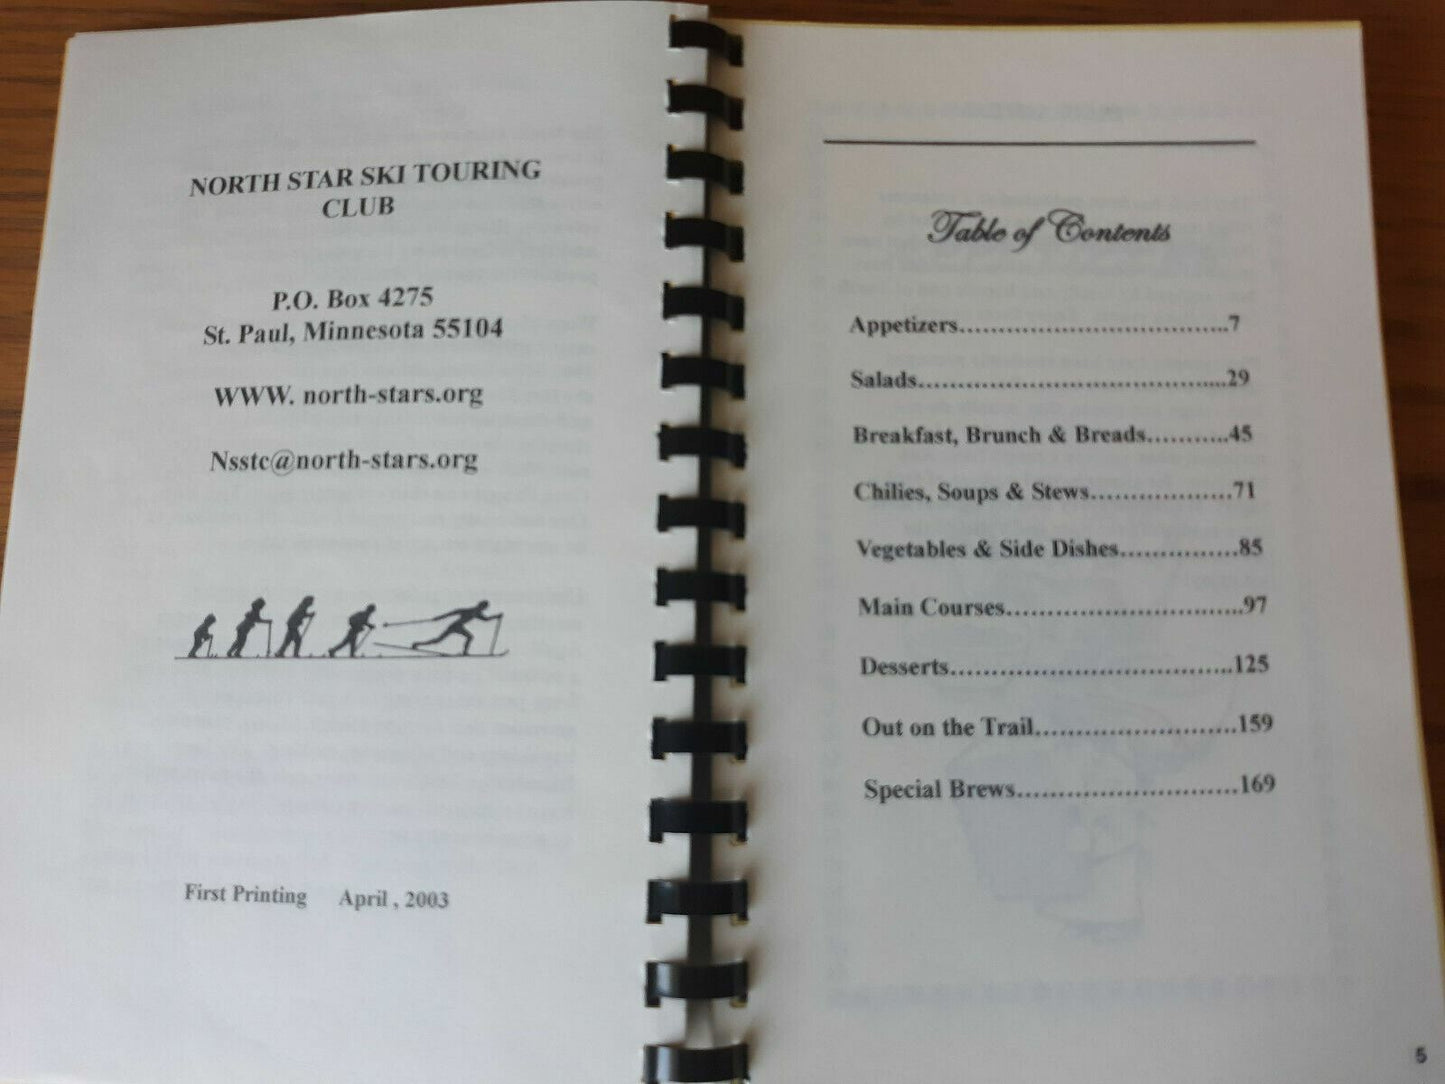 NORTH STAR SKI TOURING
CLUB
P.O. Box 4275
St. Paul, Minnesota 55104
WWW. north-stars.org
Nsstc@north-stars.org
First Printing April , 2003
Table of Contents
Appetizers.....................................7
Salads.......................................29
Breakfast, Brunch & Breads...........45
Chilies, Soups & Stews..................71
Vegetables & Side Dishes...............85
Main Courses..............................97
Desserts...................................125
Out on the Trail.........................159
Special Brews...........................169
5